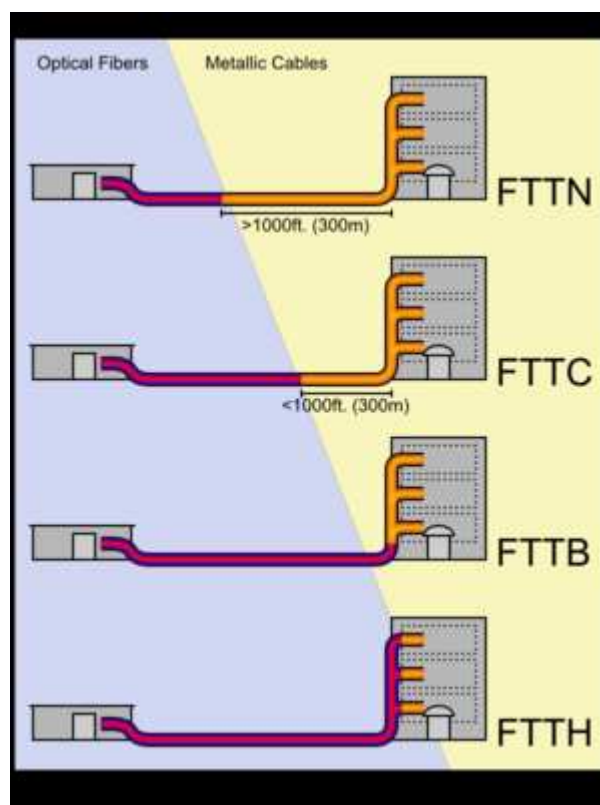 Optical Fibers Metallic Cables
FTTN
>1000ft. (300m)
FTTC
<1000ft. (300m)
FTTB
FTTH